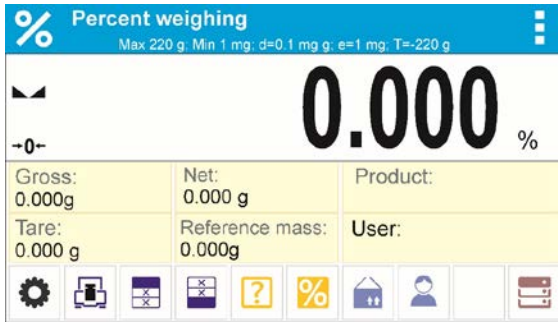 % Percent weighing
Max 220 g; Min 1 mg; d=0.1 mg g; e=1 mg; T=-220 g
0.000 %
→0←
Gross:
0.000g
Net:
0.000 g
Product:
Tare:
0.000 g
Reference mass:
0.000g
User:
? %